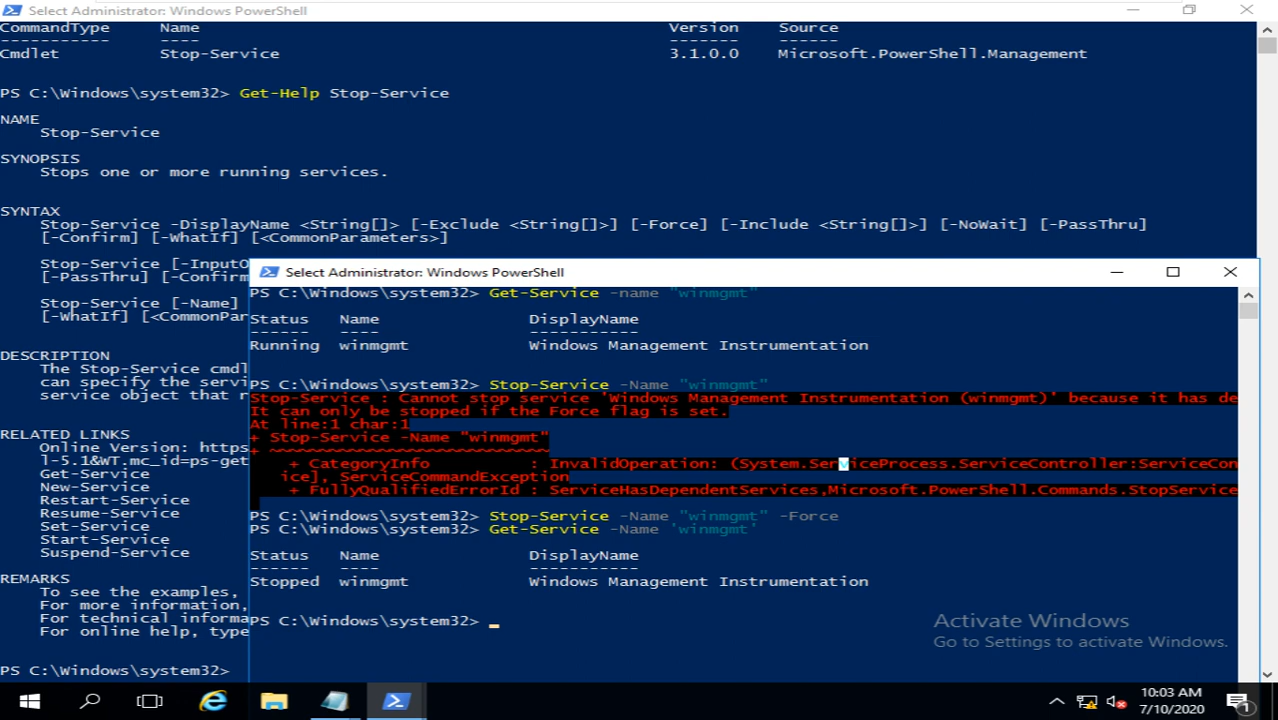 Select Administrator: Windows PowerShell
CommandType Name Version Source
----------- ---- ------- ------
Cmdlet Stop-Service 3.1.0.0 Microsoft.PowerShell.Management
PS C:\Windows\system32> Get-Help Stop-Service
NAME
Stop-Service
SYNOPSIS
Stops one or more running services.
SYNTAX
Stop-Service -DisplayName <String[]> [-Exclude <String[]>] [-Force] [-Include <String[]>] [-NoWait] [-PassThru]
[-Confirm] [-WhatIf] [<CommonParameters>]
Stop-Service [-InputO
[-PassThru] [-Confirm
Stop-Service [-Name]
[-WhatIf] [<CommonPar
DESCRIPTION
The Stop-Service cmdl
can specify the servi
service object that r
RELATED LINKS
Online Version: https
l-5.1&WT.mc_id=ps-get
Get-Service
New-Service
Restart-Service
Resume-Service
Set-Service
Start-Service
Suspend-Service
REMARKS
To see the examples,
For more information,
For technical informa
For online help, type
PS C:\Windows\system32>
Select Administrator: Windows PowerShell
PS C:\Windows\system32> Get-Service -name "winmgmt"
Status Name DisplayName
------ ---- -----------
Running winmgmt Windows Management Instrumentation
PS C:\Windows\system32> Stop-Service -Name "winmgmt"
Stop-Service : Cannot stop service 'Windows Management Instrumentation (winmgmt)' because it has de
It can only be stopped if the Force flag is set.
At line:1 char:1
+ Stop-Service -Name "winmgmt"
+ ~~~~~~~~~~~~~~~~~~~~~~~~~~~~
+ CategoryInfo : InvalidOperation: (System.ServiceProcess.ServiceController:ServiceCon
ice], ServiceCommandException
+ FullyQualifiedErrorId : ServiceHasDependentServices,Microsoft.PowerShell.Commands.StopService
PS C:\Windows\system32> Stop-Service -Name "winmgmt" -Force
PS C:\Windows\system32> Get-Service -Name 'winmgmt'
Status Name DisplayName
------ ---- -----------
Stopped winmgmt Windows Management Instrumentation
PS C:\Windows\system32>
Activate Windows
Go to Settings to activate Windows.
10:03 AM
7/10/2020
1